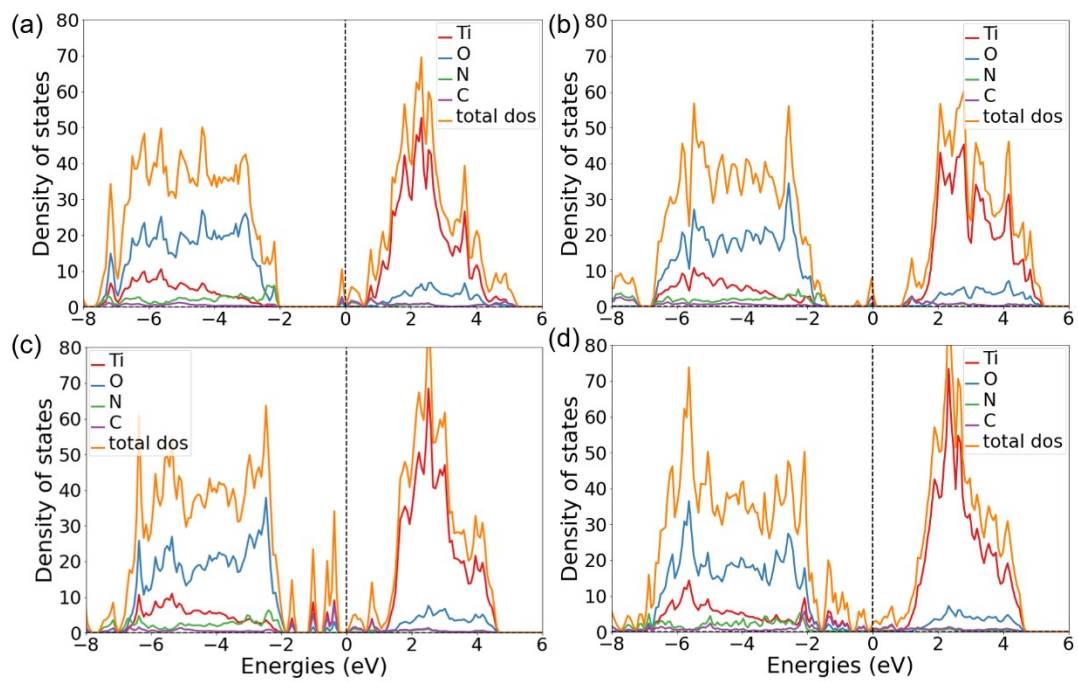 (a)
80
70
60
50
40
30
20
10
0
Density of states
Ti
O
N
C
total dos
−8 −6 −4 −2 0 2 4 6
(b)
80
70
60
50
40
30
20
10
0
Density of states
Ti
O
N
C
total dos
−8 −6 −4 −2 0 2 4 6
(c)
80
70
60
50
40
30
20
10
0
Density of states
Ti
O
N
C
total dos
−8 −6 −4 −2 0 2 4 6
Energies (eV)
(d)
80
70
60
50
40
30
20
10
0
Density of states
Ti
O
N
C
total dos
−8 −6 −4 −2 0 2 4 6
Energies (eV)